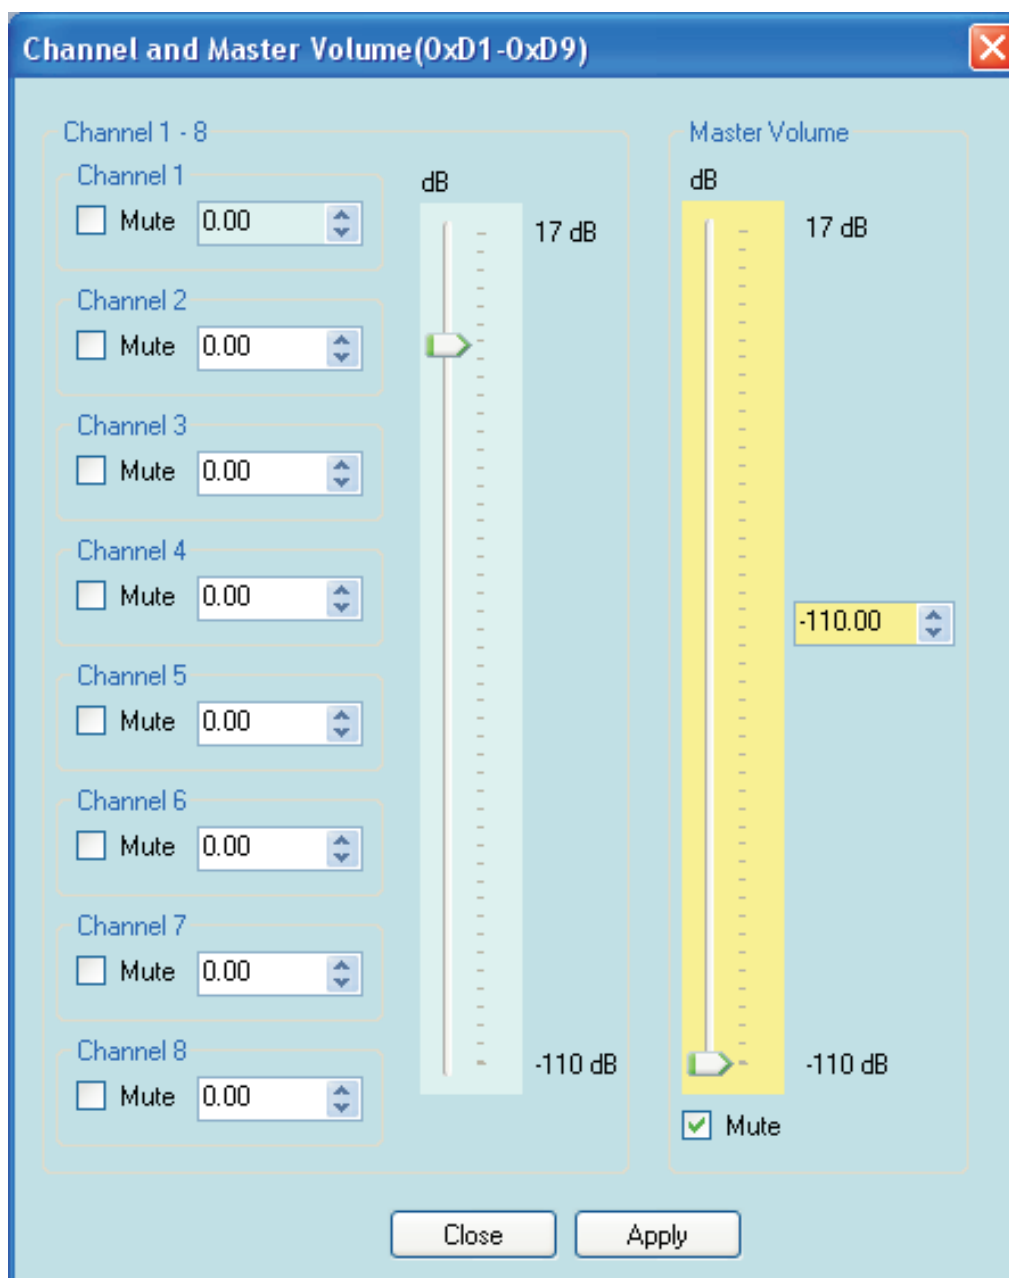 Channel and Master Volume(0xD1-0xD9)
Channel 1 - 8
Channel 1
Mute 0.00
Channel 2
Mute 0.00
Channel 3
Mute 0.00
Channel 4
Mute 0.00
Channel 5
Mute 0.00
Channel 6
Mute 0.00
Channel 7
Mute 0.00
Channel 8
Mute 0.00
dB
17 dB
-110 dB
Master Volume
dB
17 dB
-110.00
-110 dB
Mute
Close
Apply